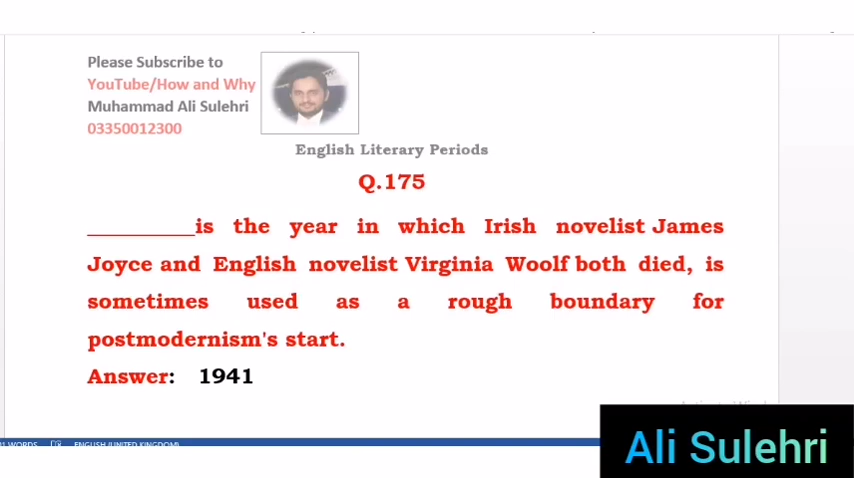 Please Subscribe to
YouTube/How and Why
Muhammad Ali Sulehri
03350012300
English Literary Periods
Q.175
_________is the year in which Irish novelist James
Joyce and English novelist Virginia Woolf both died, is
sometimes used as a rough boundary for
postmodernism's start.
Answer: 1941
WORDS ENGLISH (UNITED KINGDOM)
Ali Sulehri